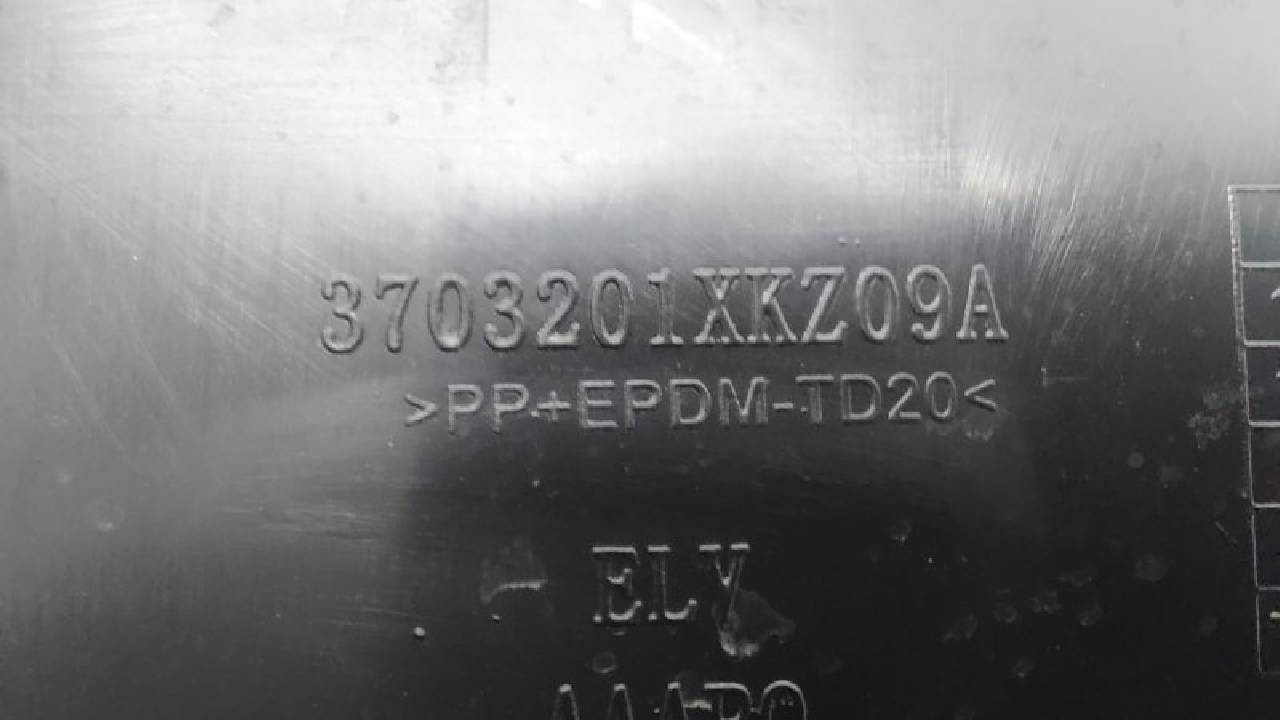 3703201XKZ09A
>PP+EPDM-TD20<
ELV